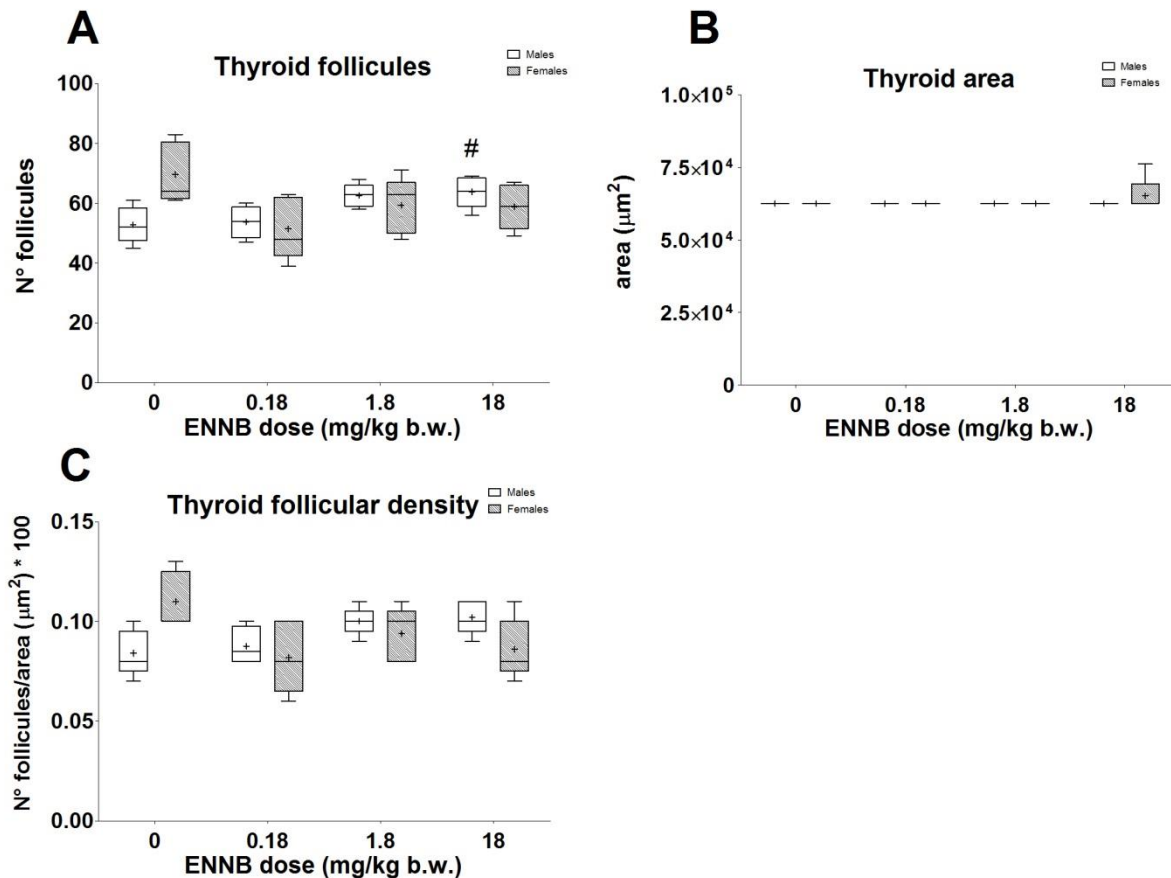 A
Thyroid follicules
Males
Females
100
80
60
40
20
0
N° follicules
#
0 0.18 1.8 18
ENNB dose (mg/kg b.w.)
B
Thyroid area
Males
Females
1.0×10⁵
7.5×10⁴
5.0×10⁴
2.5×10⁴
0
area (μm²)
0 0.18 1.8 18
ENNB dose (mg/kg b.w.)
C
Thyroid follicular density
Males
Females
0.15
0.10
0.05
0.00
N° follicules/area (μm²) * 100
0 0.18 1.8 18
ENNB dose (mg/kg b.w.)